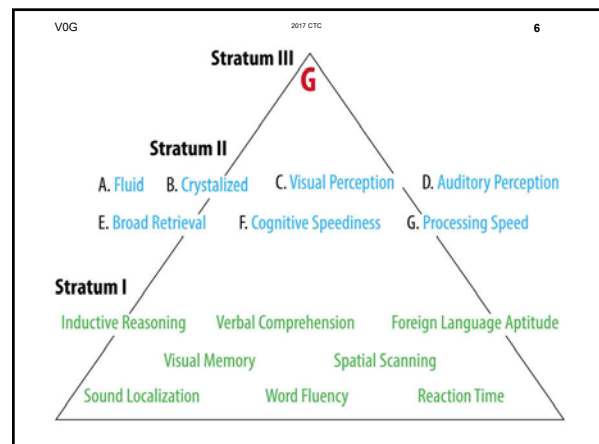 V0G 2017 CTC 6
Stratum III
G
Stratum II
A. Fluid B. Crystalized C. Visual Perception D. Auditory Perception
E. Broad Retrieval F. Cognitive Speediness G. Processing Speed
Stratum I
Inductive Reasoning Verbal Comprehension Foreign Language Aptitude
Visual Memory Spatial Scanning
Sound Localization Word Fluency Reaction Time